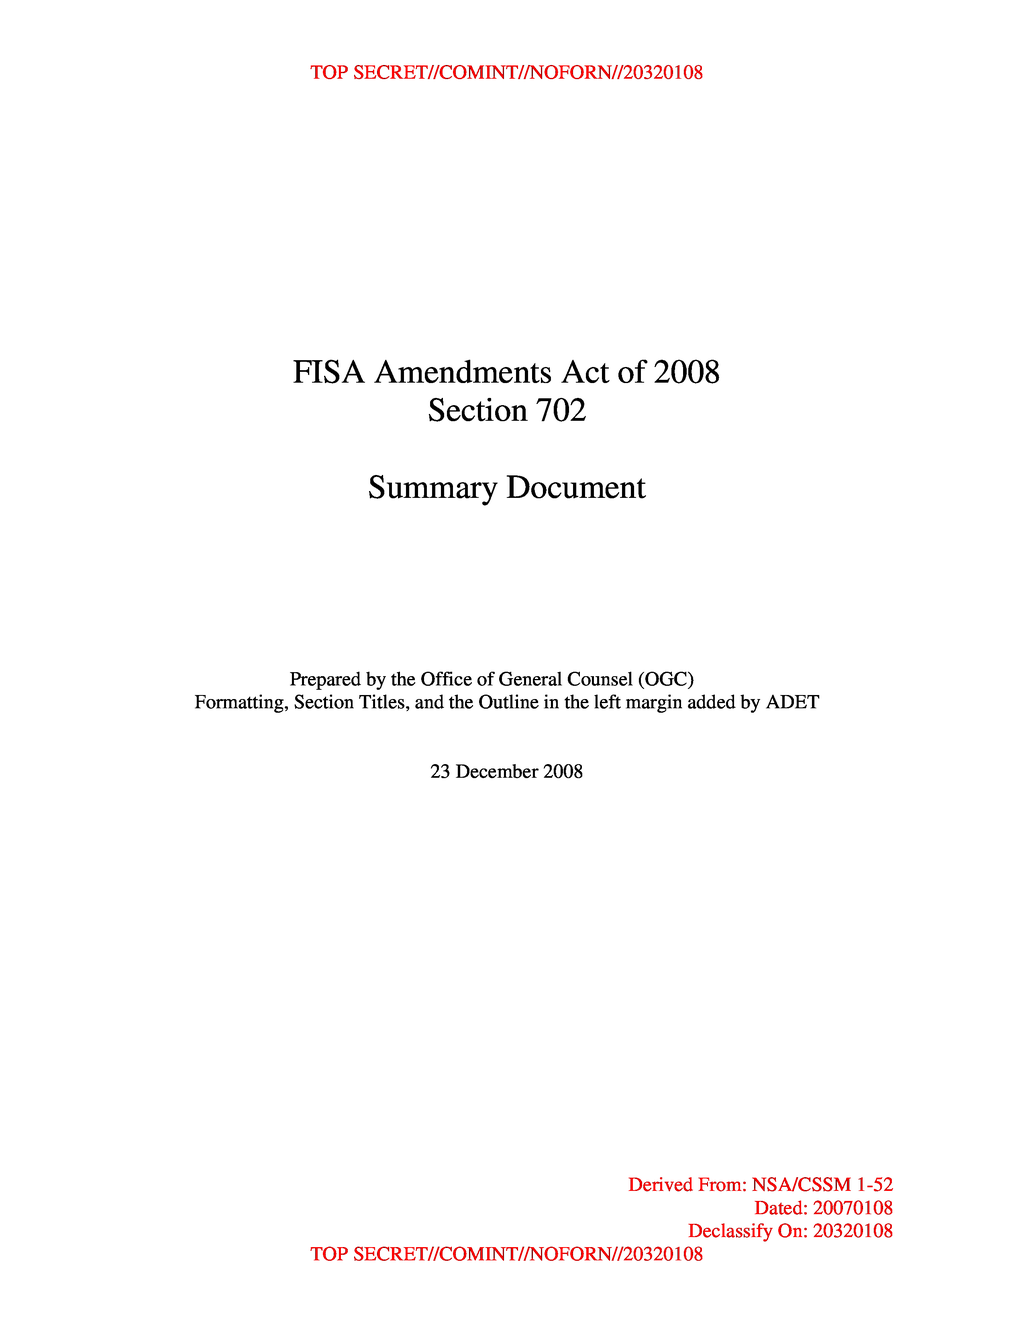 TOP SECRET//COMINT//NOFORN//20320108
FISA Amendments Act of 2008
Section 702
Summary Document
Prepared by the Office of General Counsel (OGC)
Formatting, Section Titles, and the Outline in the left margin added by ADET
23 December 2008
Derived From: NSA/CSSM 1-52
Dated: 20070108
Declassify On: 20320108
TOP SECRET//COMINT//NOFORN//20320108